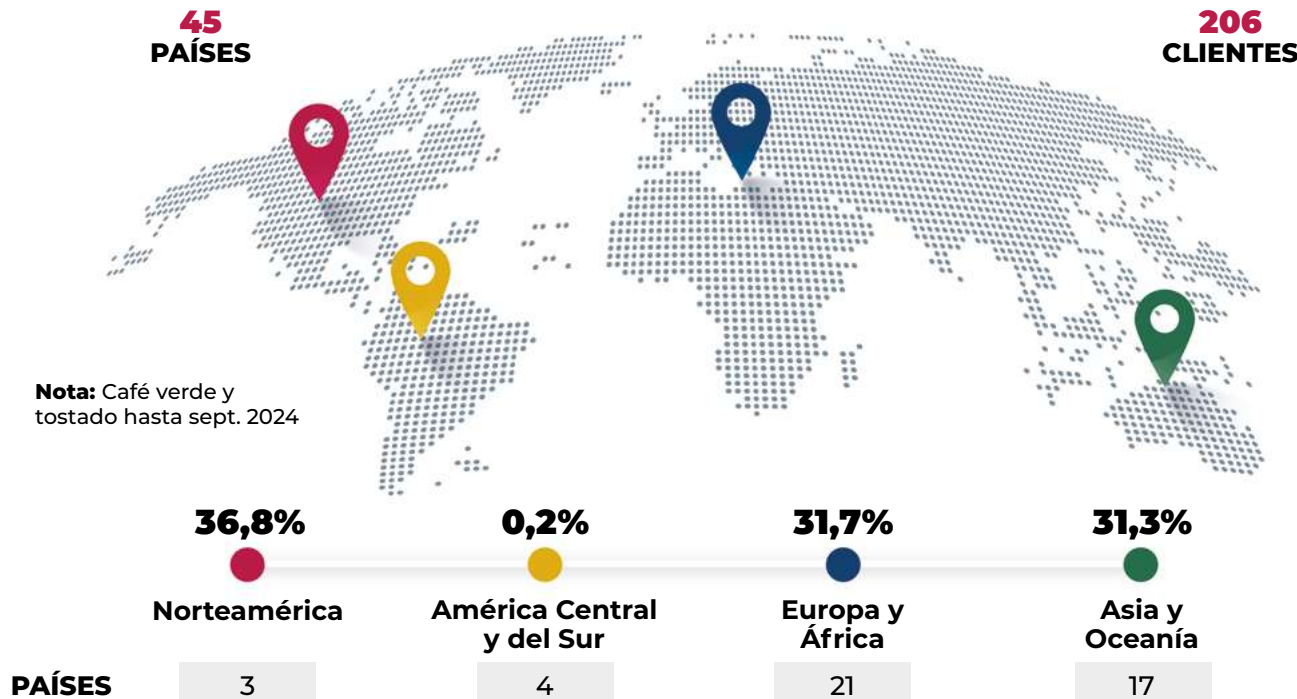 45
PAÍSES
206
CLIENTES
Nota: Café verde y
tostado hasta sept. 2024
36,8% 0,2% 31,7% 31,3%
Norteamérica América Central Europa y Asia y
y del Sur África Oceanía
PAÍSES 3 4 21 17